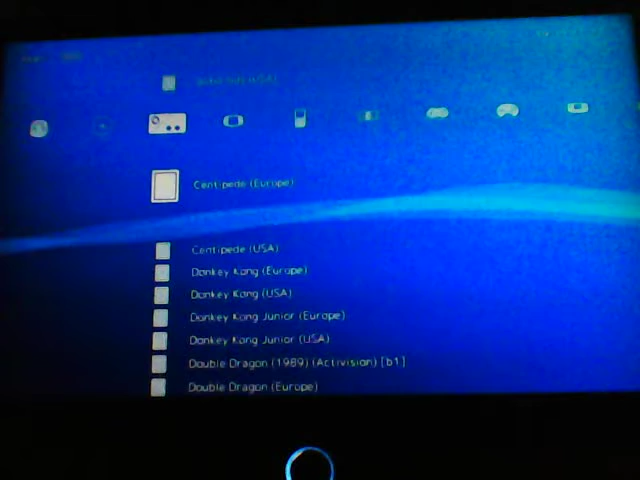 Centipede (Europe)
Centipede (USA)
Donkey Kong (Europe)
Donkey Kong (USA)
Donkey Kong Junior (Europe)
Donkey Kong Junior (USA)
Double Dragon (1989) (Activision) [b1]
Double Dragon (Europe)